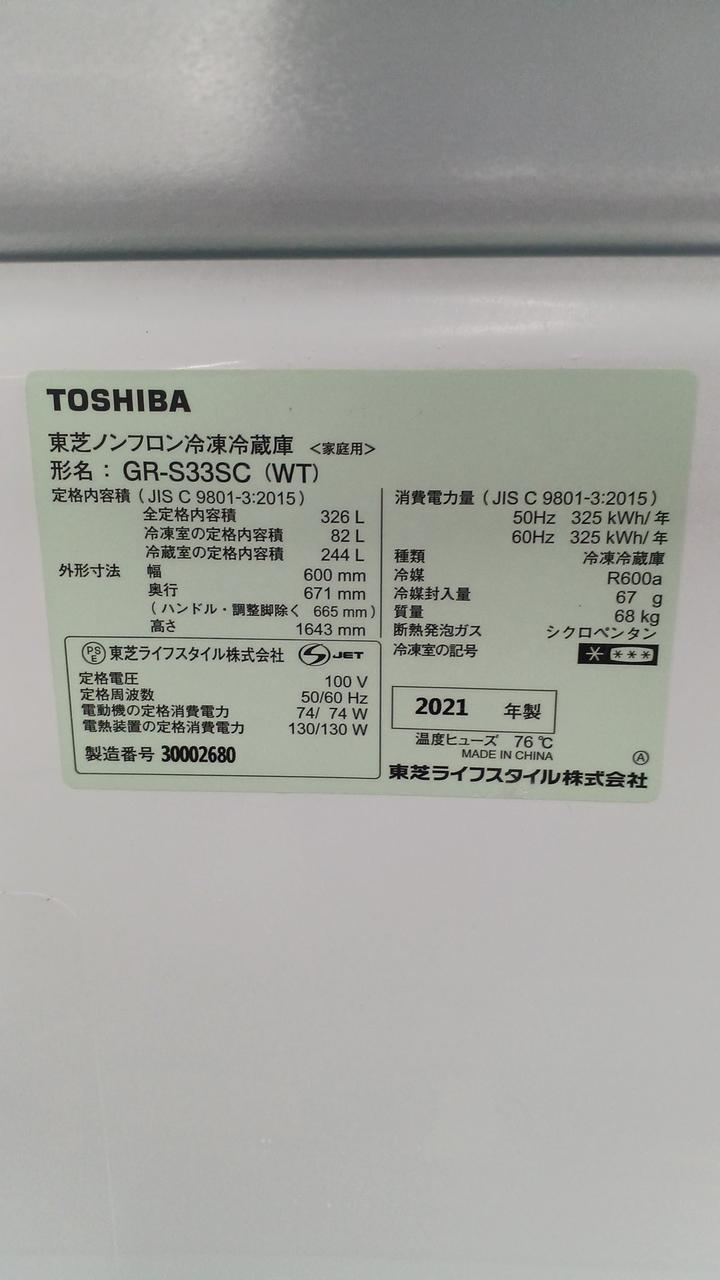 TOSHIBA
東芝ノンフロン冷凍冷蔵庫 <家庭用>
形名： GR-S33SC (WT)
定格内容積 ( JIS C 9801-3:2015 )
全定格内容積 326 L
冷凍室の定格内容積 82 L
冷蔵室の定格内容積 244 L
外形寸法 幅 600 mm
奥行 671 mm
( ハンドル・調整脚除く 665 mm )
高さ 1643 mm
消費電力量 ( JIS C 9801-3:2015 )
50Hz 325 kWh/ 年
60Hz 325 kWh/ 年
種類 冷凍冷蔵庫
冷媒 R600a
冷媒封入量 67 g
質量 68 kg
断熱発泡ガス シクロペンタン
冷凍室の記号 * ***
PSE 東芝ライフスタイル株式会社 S JET
定格電圧 100 V
定格周波数 50/60 Hz
電動機の定格消費電力 74/ 74 W
電熱装置の定格消費電力 130/130 W
製造番号 30002680
2021 年製
温度ヒューズ 76 ℃
MADE IN CHINA
Ⓐ
東芝ライフスタイル株式会社